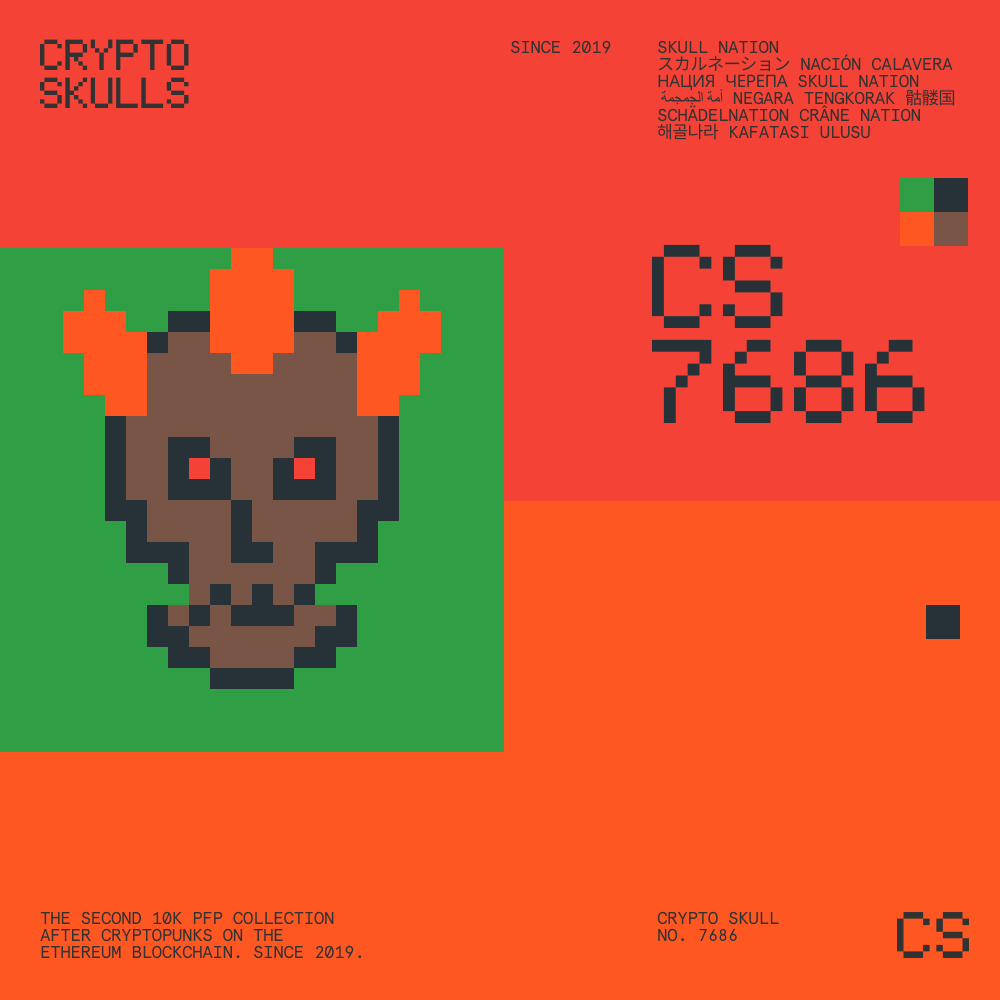 CRYPTO
SKULLS
SINCE 2019
SKULL NATION
スカルネーション NACIÓN CALAVERA
НАЦИЯ ЧЕРЕПА SKULL NATION
أمة الجمجمة NEGARA TENGKORAK 骷髅国
SCHÄDELNATION CRÂNE NATION
해골나라 KAFATASI ULUSU
CS
7686
THE SECOND 10K PFP COLLECTION
AFTER CRYPTOPUNKS ON THE
ETHEREUM BLOCKCHAIN. SINCE 2019.
CRYPTO SKULL
NO. 7686
CS